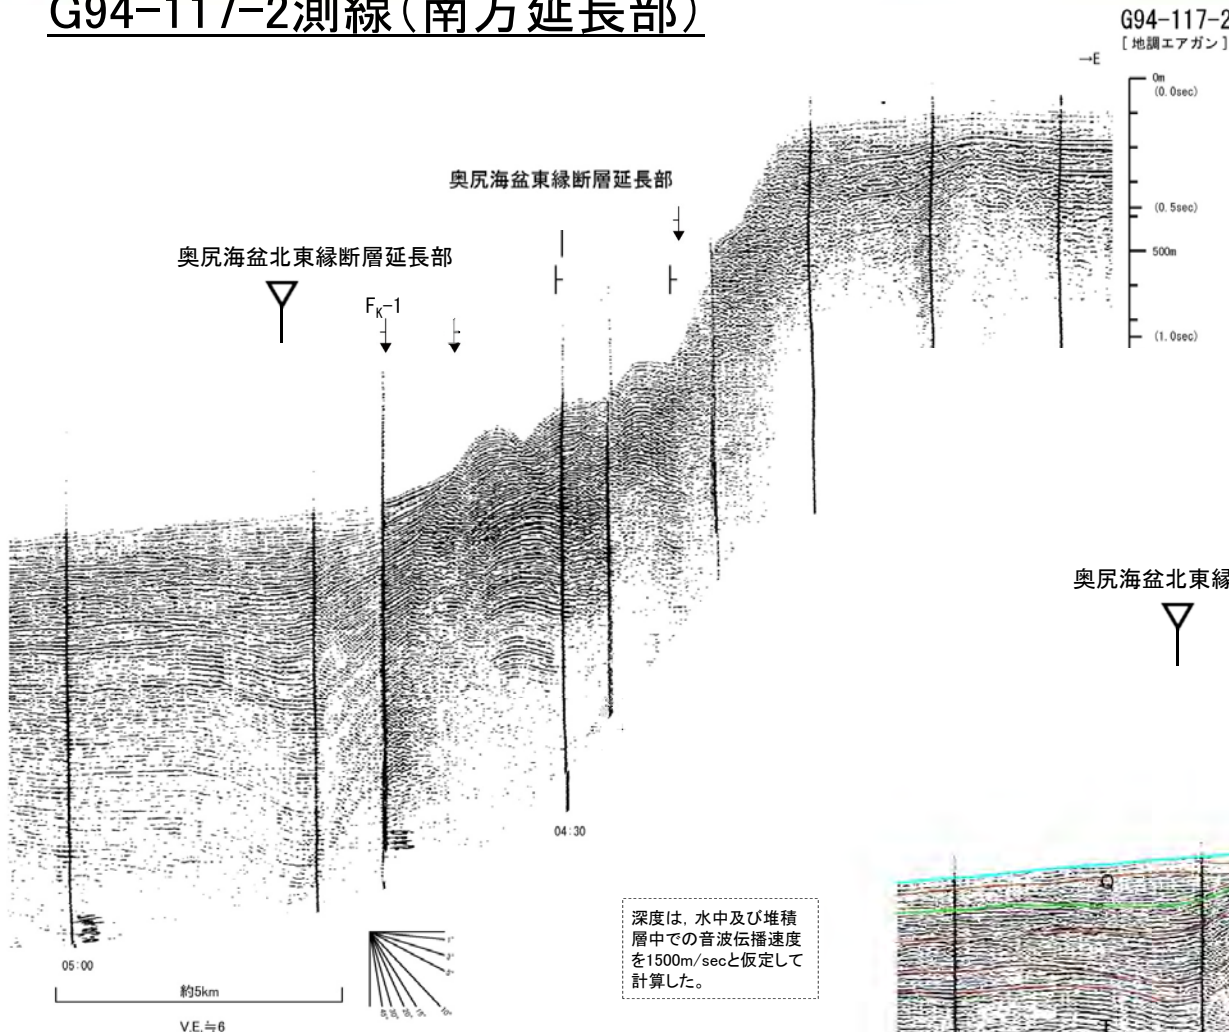 G94-117-2測線(南方延長部)
G94-117-2
[地調エアガン]
→E
0m
(0.0sec)
(0.5sec)
500m
(1.0sec)
奥尻海盆東縁断層延長部
奥尻海盆北東縁断層延長部
FK-1
奥尻海盆北東縁
04:30
05:00
約5km
V.E.≒6
深度は,水中及び堆積
層中での音波伝播速度
を1500m/secと仮定して
計算した。
Q